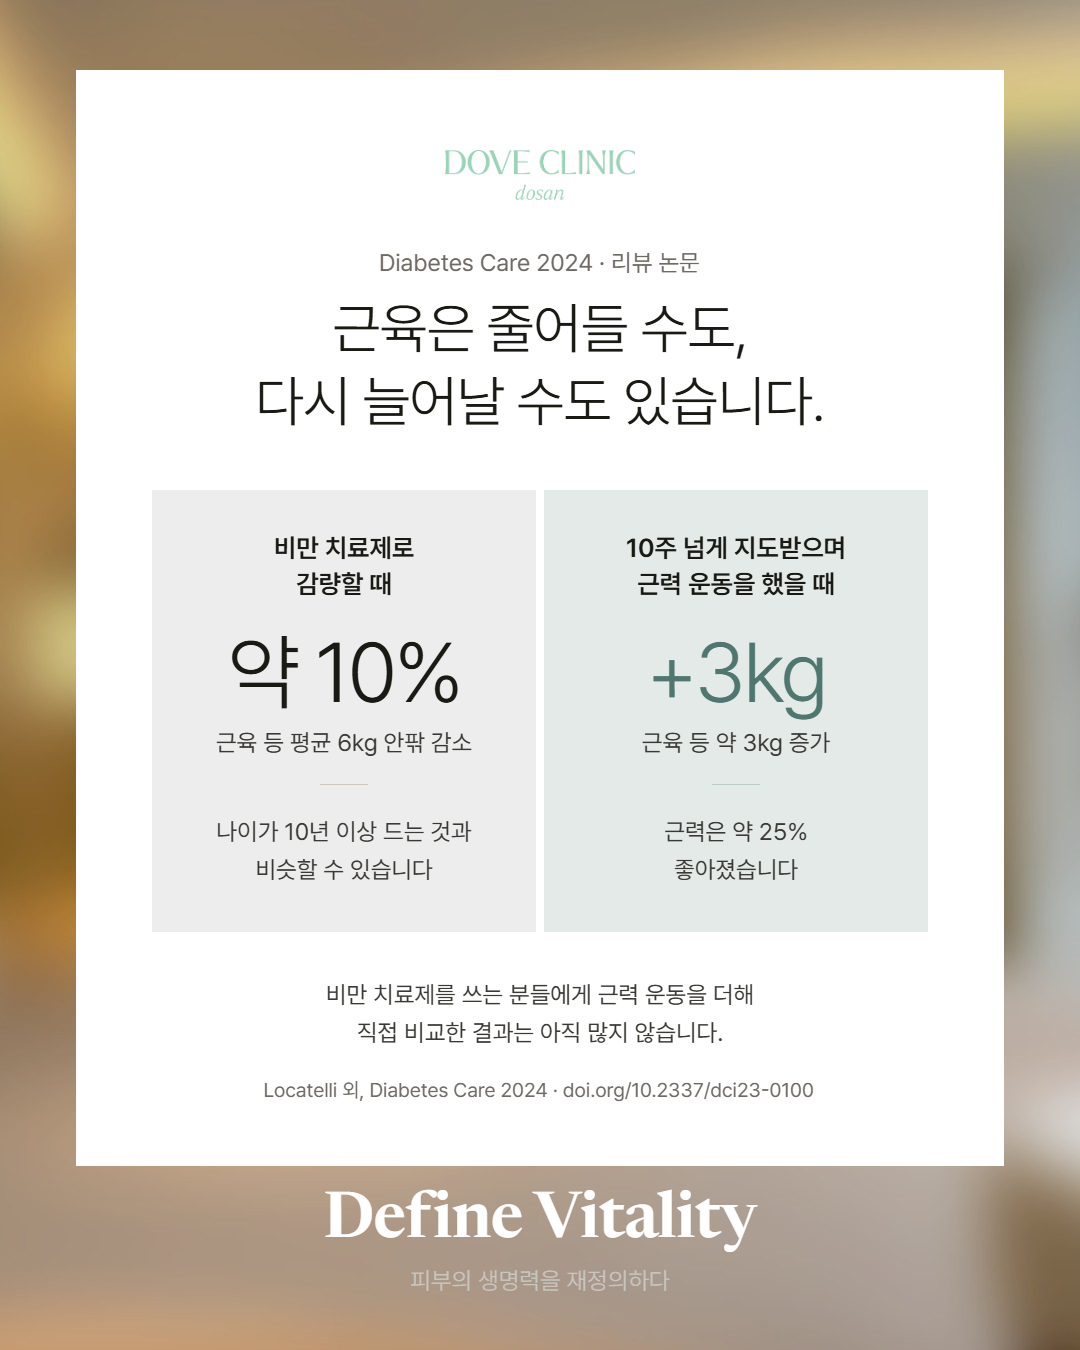 DOVE CLINIC
dosan
Diabetes Care 2024 · 리뷰 논문
근육은 줄어들 수도,
다시 늘어날 수도 있습니다.
비만 치료제로
감량할 때
약 10%
근육 등 평균 6kg 안팎 감소
나이가 10년 이상 드는 것과
비슷할 수 있습니다
10주 넘게 지도받으며
근력 운동을 했을 때
+3kg
근육 등 약 3kg 증가
근력은 약 25%
좋아졌습니다
비만 치료제를 쓰는 분들에게 근력 운동을 더해
직접 비교한 결과는 아직 많지 않습니다.
Locatelli 외, Diabetes Care 2024 · doi.org/10.2337/dci23-0100
Define Vitality
피부의 생명력을 재정의하다